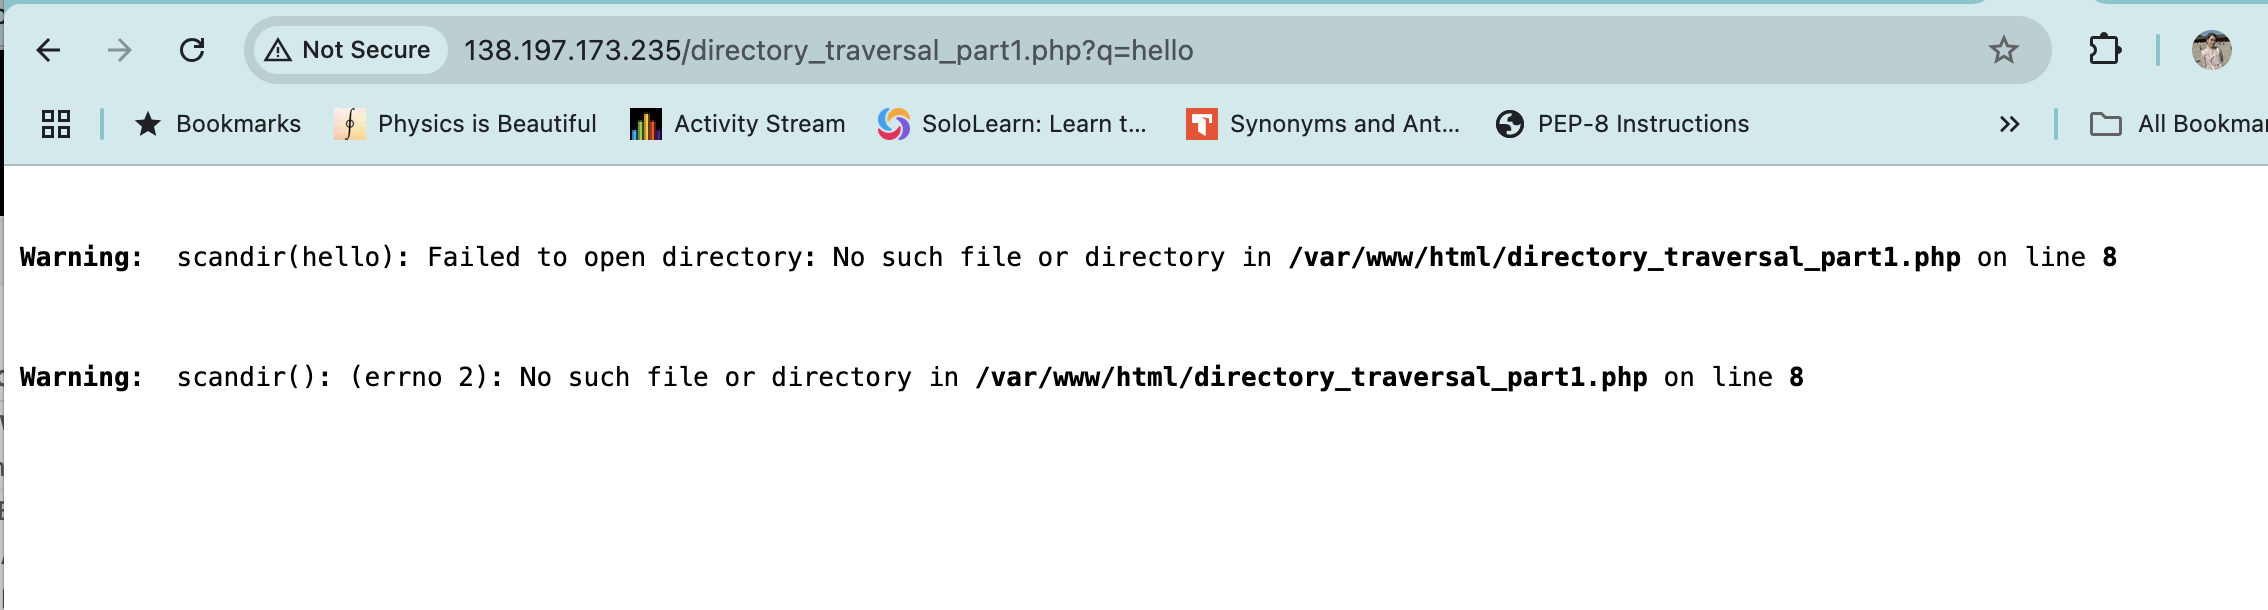 Not Secure 138.197.173.235/directory_traversal_part1.php?q=hello
Bookmarks Physics is Beautiful Activity Stream SoloLearn: Learn t... Synonyms and Ant... PEP-8 Instructions » All Bookmar
Warning:  scandir(hello): Failed to open directory: No such file or directory in /var/www/html/directory_traversal_part1.php on line 8
Warning:  scandir(): (errno 2): No such file or directory in /var/www/html/directory_traversal_part1.php on line 8